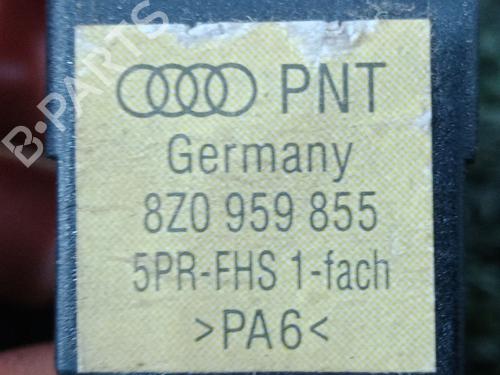 PNT
Germany
8Z0 959 855
5PR-FHS 1-fach
>PA6<
B-PARTS